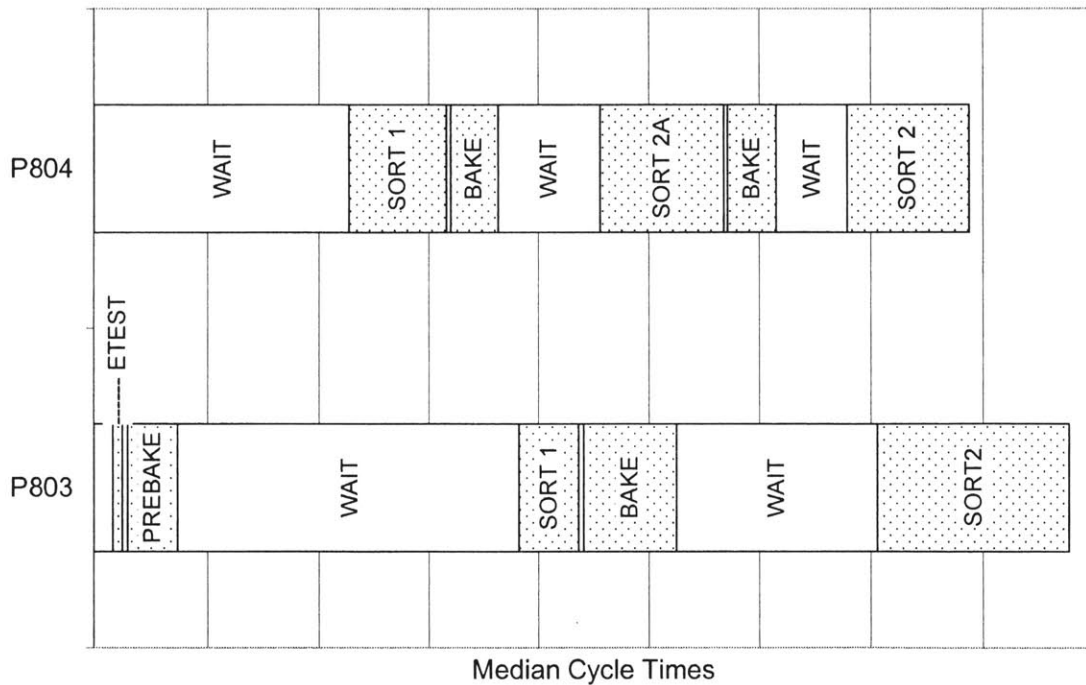 P804
WAIT
SORT 1
BAKE
WAIT
SORT 2A
BAKE
WAIT
SORT 2
ETEST
P803
PREBAKE
WAIT
SORT 1
BAKE
WAIT
SORT2
Median Cycle Times